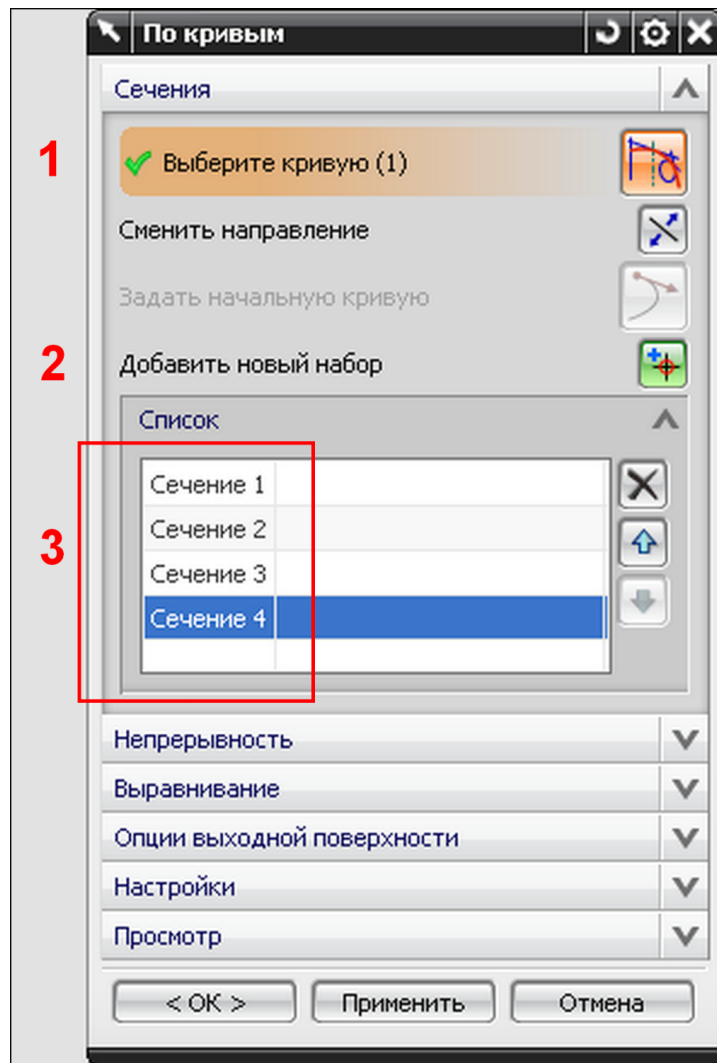 По кривым
Сечения
1
Выберите кривую (1)
Сменить направление
Задать начальную кривую
2
Добавить новый набор
Список
3
Сечение 1
Сечение 2
Сечение 3
Сечение 4
Непрерывность
Выравнивание
Опции выходной поверхности
Настройки
Просмотр
< ОК > Применить Отмена